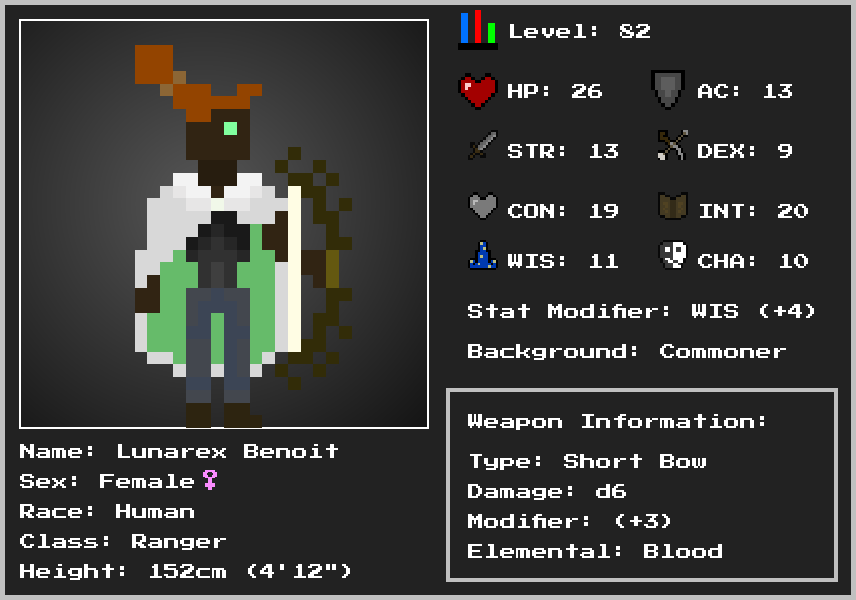 Level: 82
HP: 26
AC: 13
STR: 13
DEX: 9
CON: 19
INT: 20
WIS: 11
CHA: 10
Stat Modifier: WIS (+4)
Background: Commoner
Weapon Information:
Type: Short Bow
Damage: d6
Modifier: (+3)
Elemental: Blood
Name: Lunarex Benoit
Sex: Female♀
Race: Human
Class: Ranger
Height: 152cm (4'12")